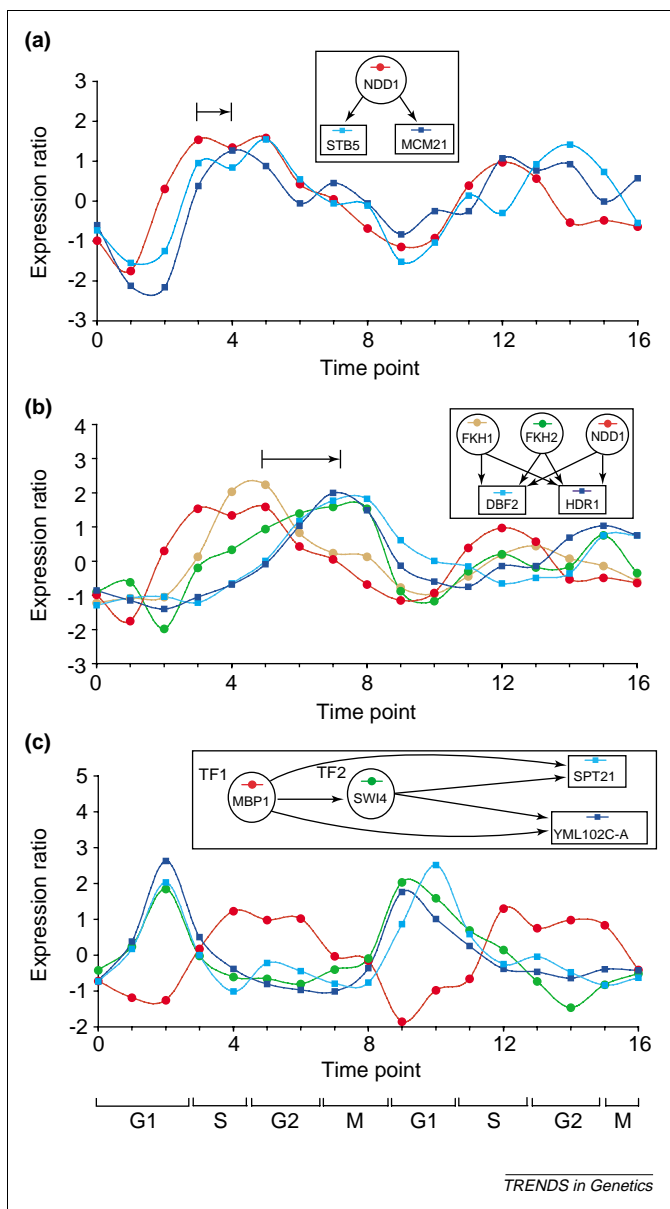 (a)
NDD1
STB5 MCM21
Expression ratio
3
2
1
0
-1
-2
-3
0 4 8 12 16
Time point
(b)
FKH1 FKH2 NDD1
DBF2 HDR1
Expression ratio
4
3
2
1
0
-1
-2
-3
0 4 8 12 16
Time point
(c)
TF1 TF2
MBP1 SWI4 SPT21
YML102C-A
Expression ratio
5
4
3
2
1
0
-1
-2
0 4 8 12 16
Time point
G1 S G2 M G1 S G2 M
TRENDS in Genetics